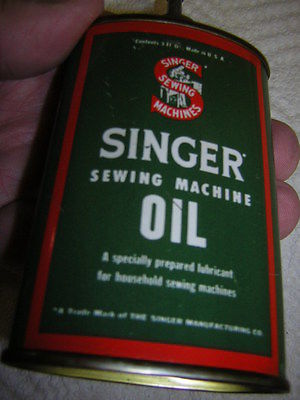 Contents 3 Fl. Oz. Made in U.S.A.
SINGER
SEWING
MACHINES
SINGER
SEWING MACHINE
OIL
A specially prepared lubricant
for household sewing machines
*A Trade Mark of THE SINGER MANUFACTURING CO.